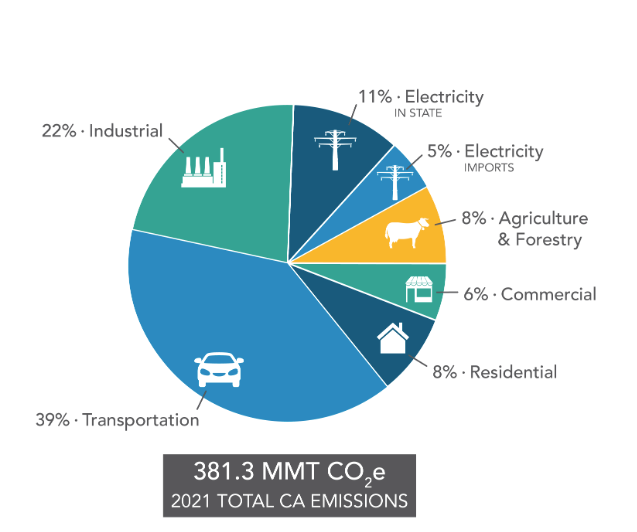 11% · Electricity
IN STATE
22% · Industrial
5% · Electricity
IMPORTS
8% · Agriculture
& Forestry
6% · Commercial
8% · Residential
39% · Transportation
381.3 MMT CO₂e
2021 TOTAL CA EMISSIONS